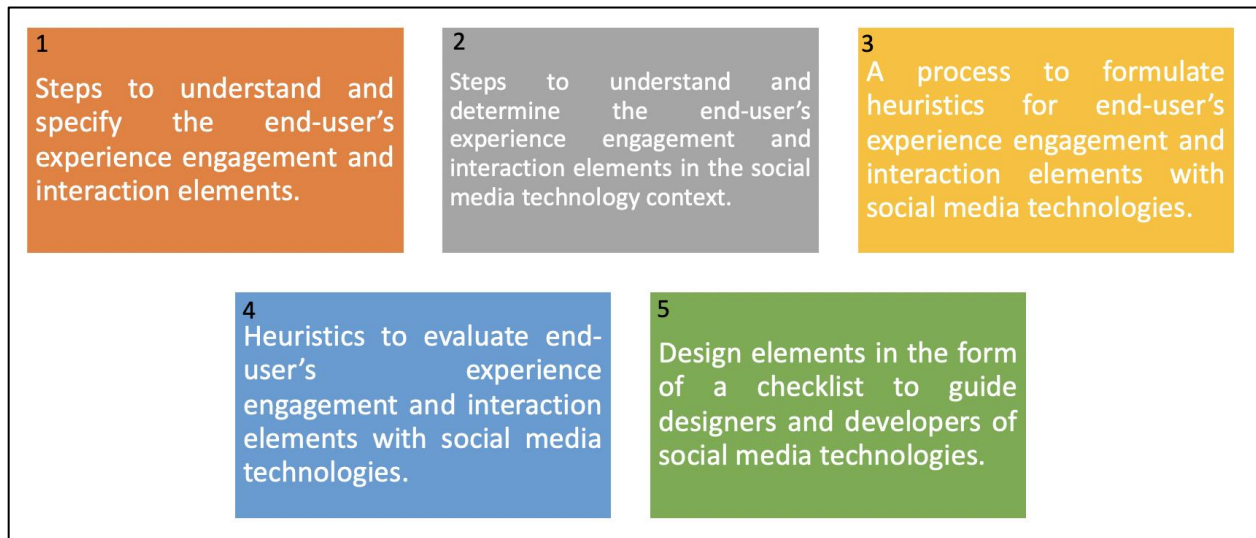 1
Steps to understand and
specify the end-user’s
experience engagement and
interaction elements.
2
Steps to understand and
determine the end-user’s
experience engagement and
interaction elements in the social
media technology context.
3
A process to formulate
heuristics for end-user’s
experience engagement and
interaction elements with
social media technologies.
4
Heuristics to evaluate end-
user’s experience
engagement and interaction
elements with social media
technologies.
5
Design elements in the form
of a checklist to guide
designers and developers of
social media technologies.